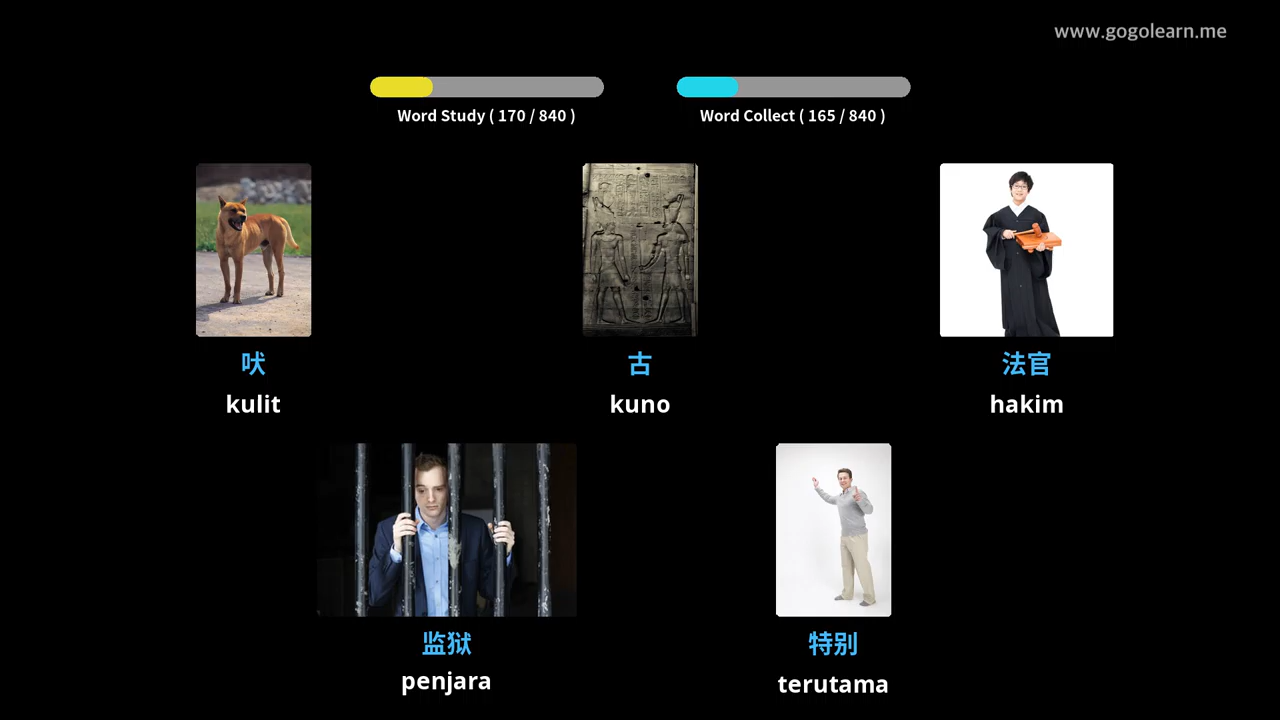 www.gogolearn.me
Word Study ( 170 / 840 )
Word Collect ( 165 / 840 )
吠
kulit
古
kuno
法官
hakim
监狱
penjara
特别
terutama